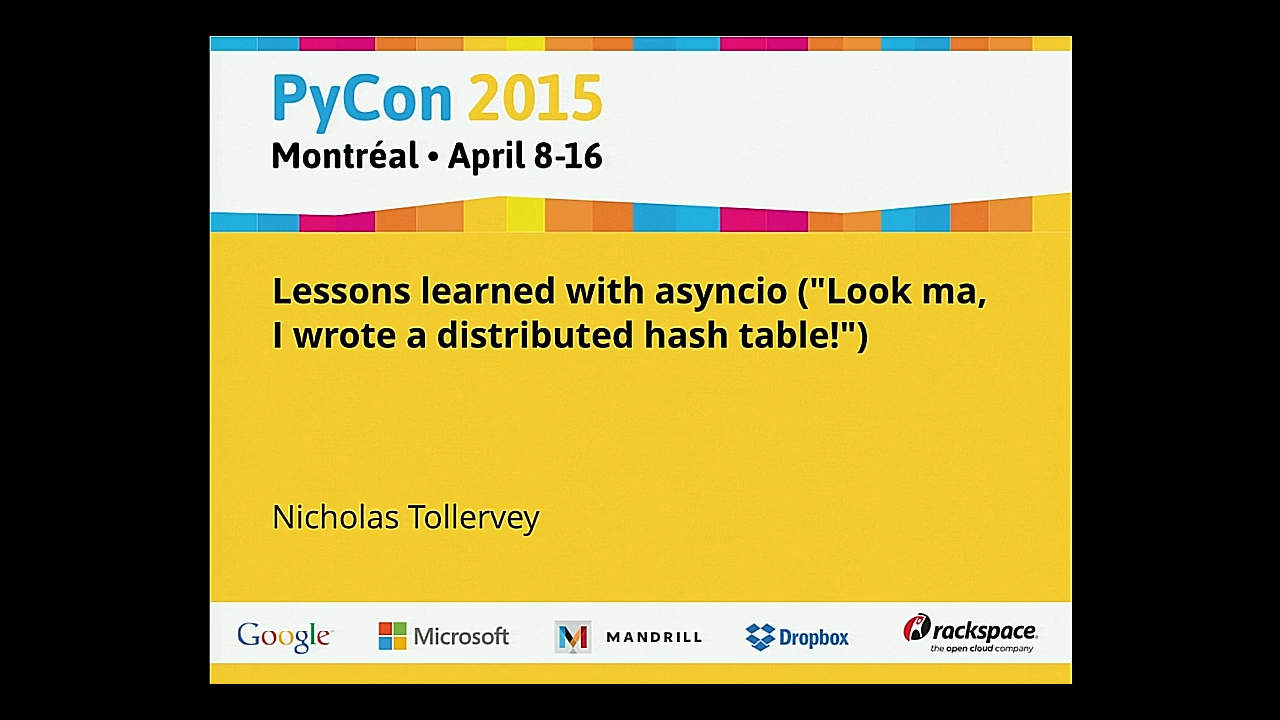 PyCon 2015
Montréal • April 8-16
Lessons learned with asyncio ("Look ma,
I wrote a distributed hash table!")
Nicholas Tollervey
Google Microsoft MANDRILL Dropbox rackspace
the open cloud company